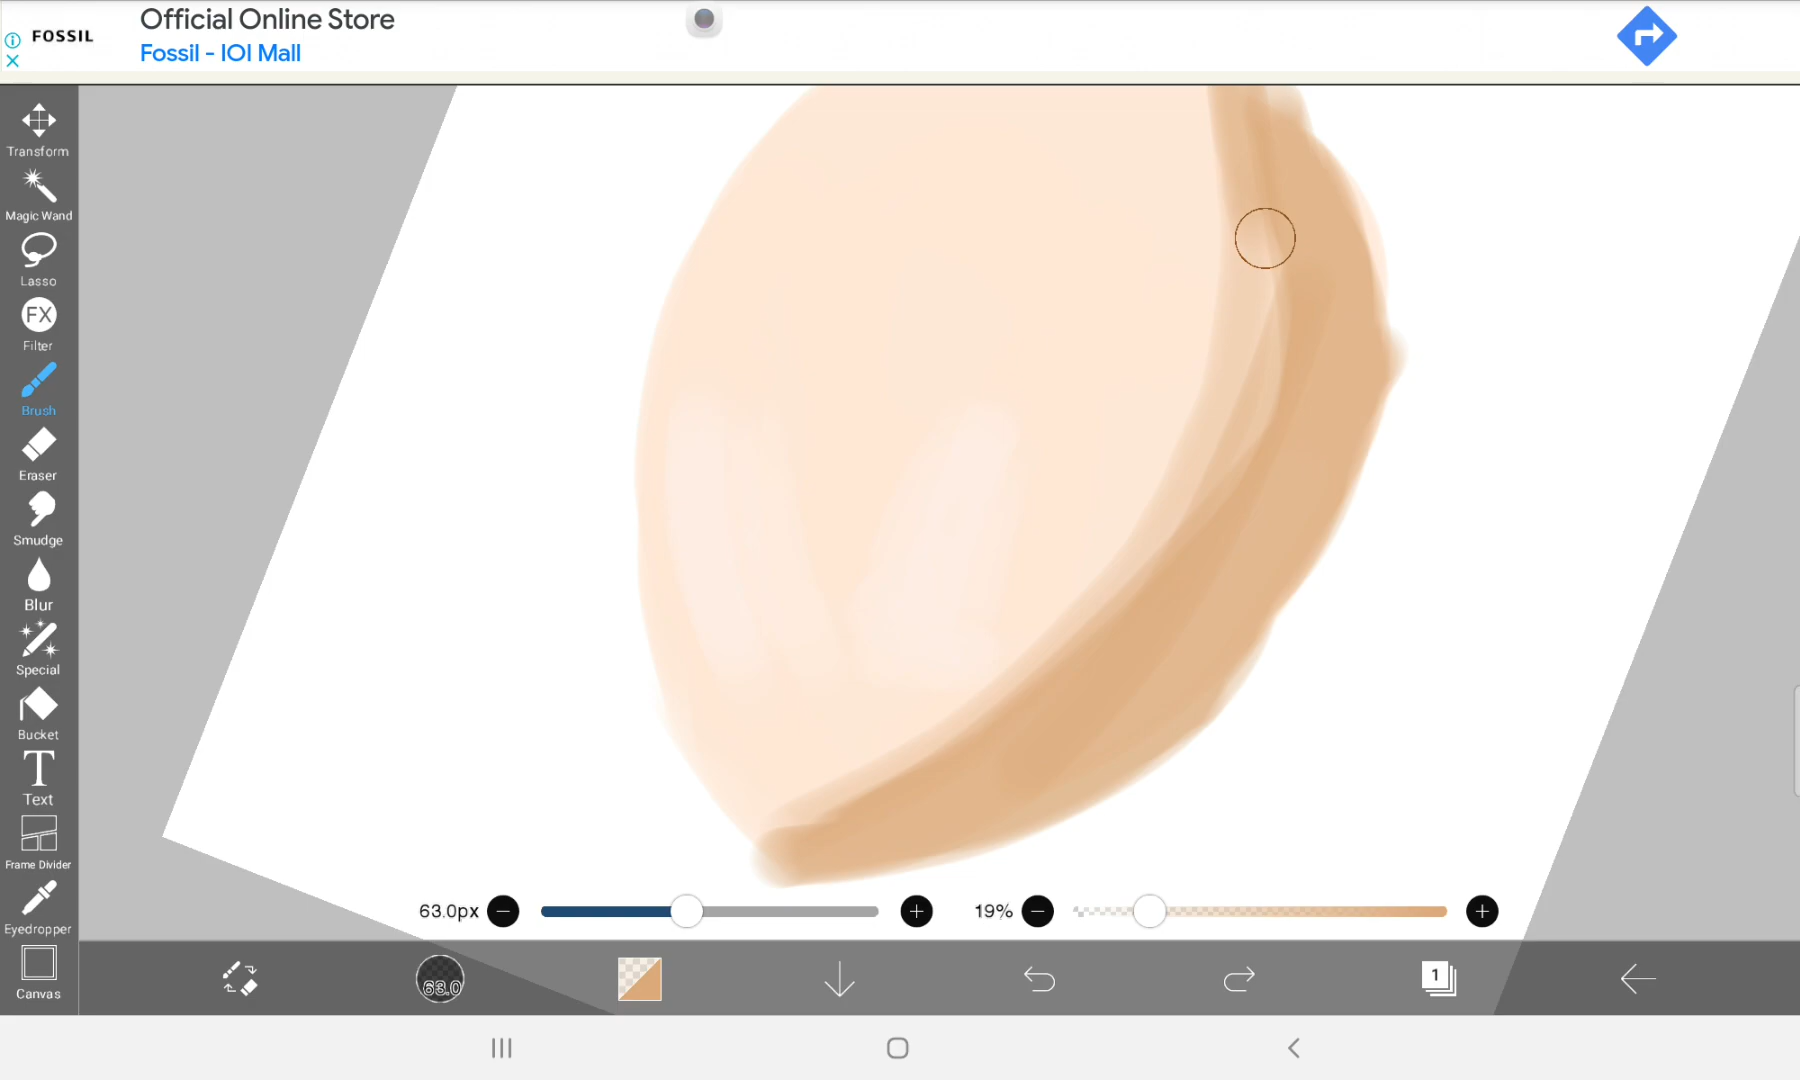 Official Online Store
FOSSIL
Fossil - IOI Mall
Transform
Magic Wand
Lasso
FX
Filter
Brush
Eraser
Smudge
Blur
Special
Bucket
T
Text
Frame Divider
Eyedropper
Canvas
63.0px
19%
63.0
1